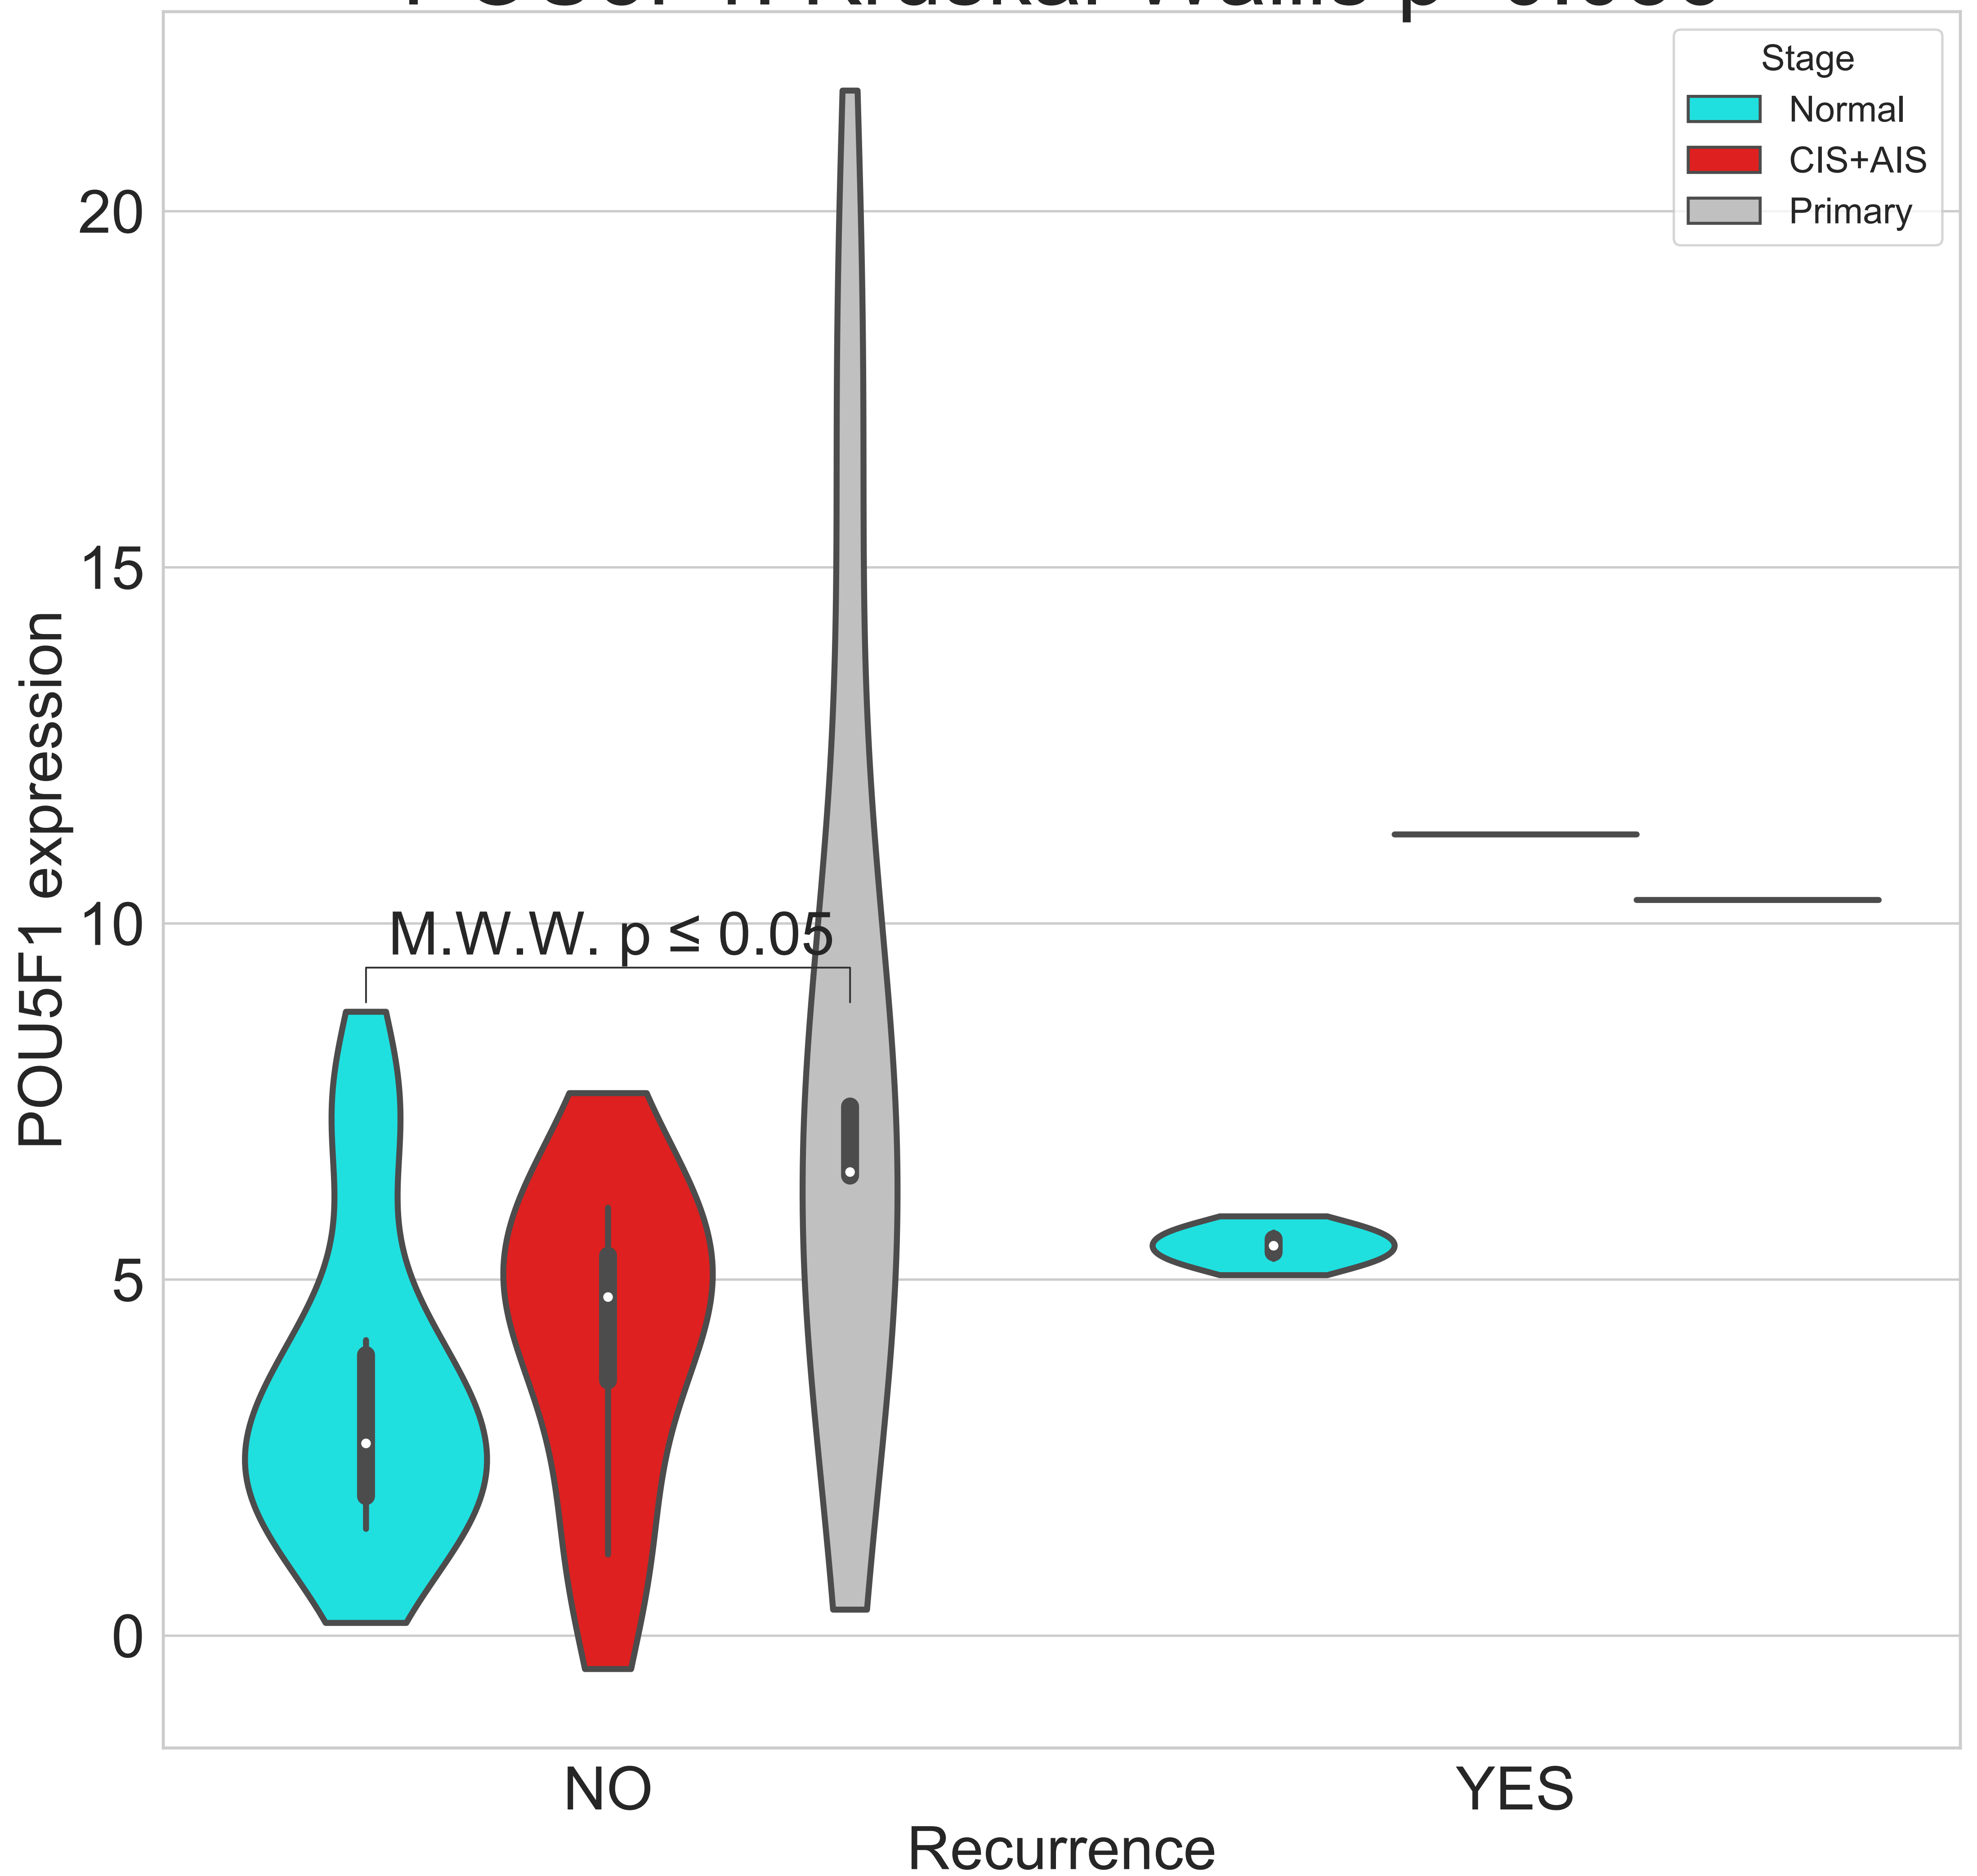 Stage
Normal
CIS+AIS
Primary
20
15
10
5
0
POU5F1 expression
M.W.W. p ≤ 0.05
NO
YES
Recurrence